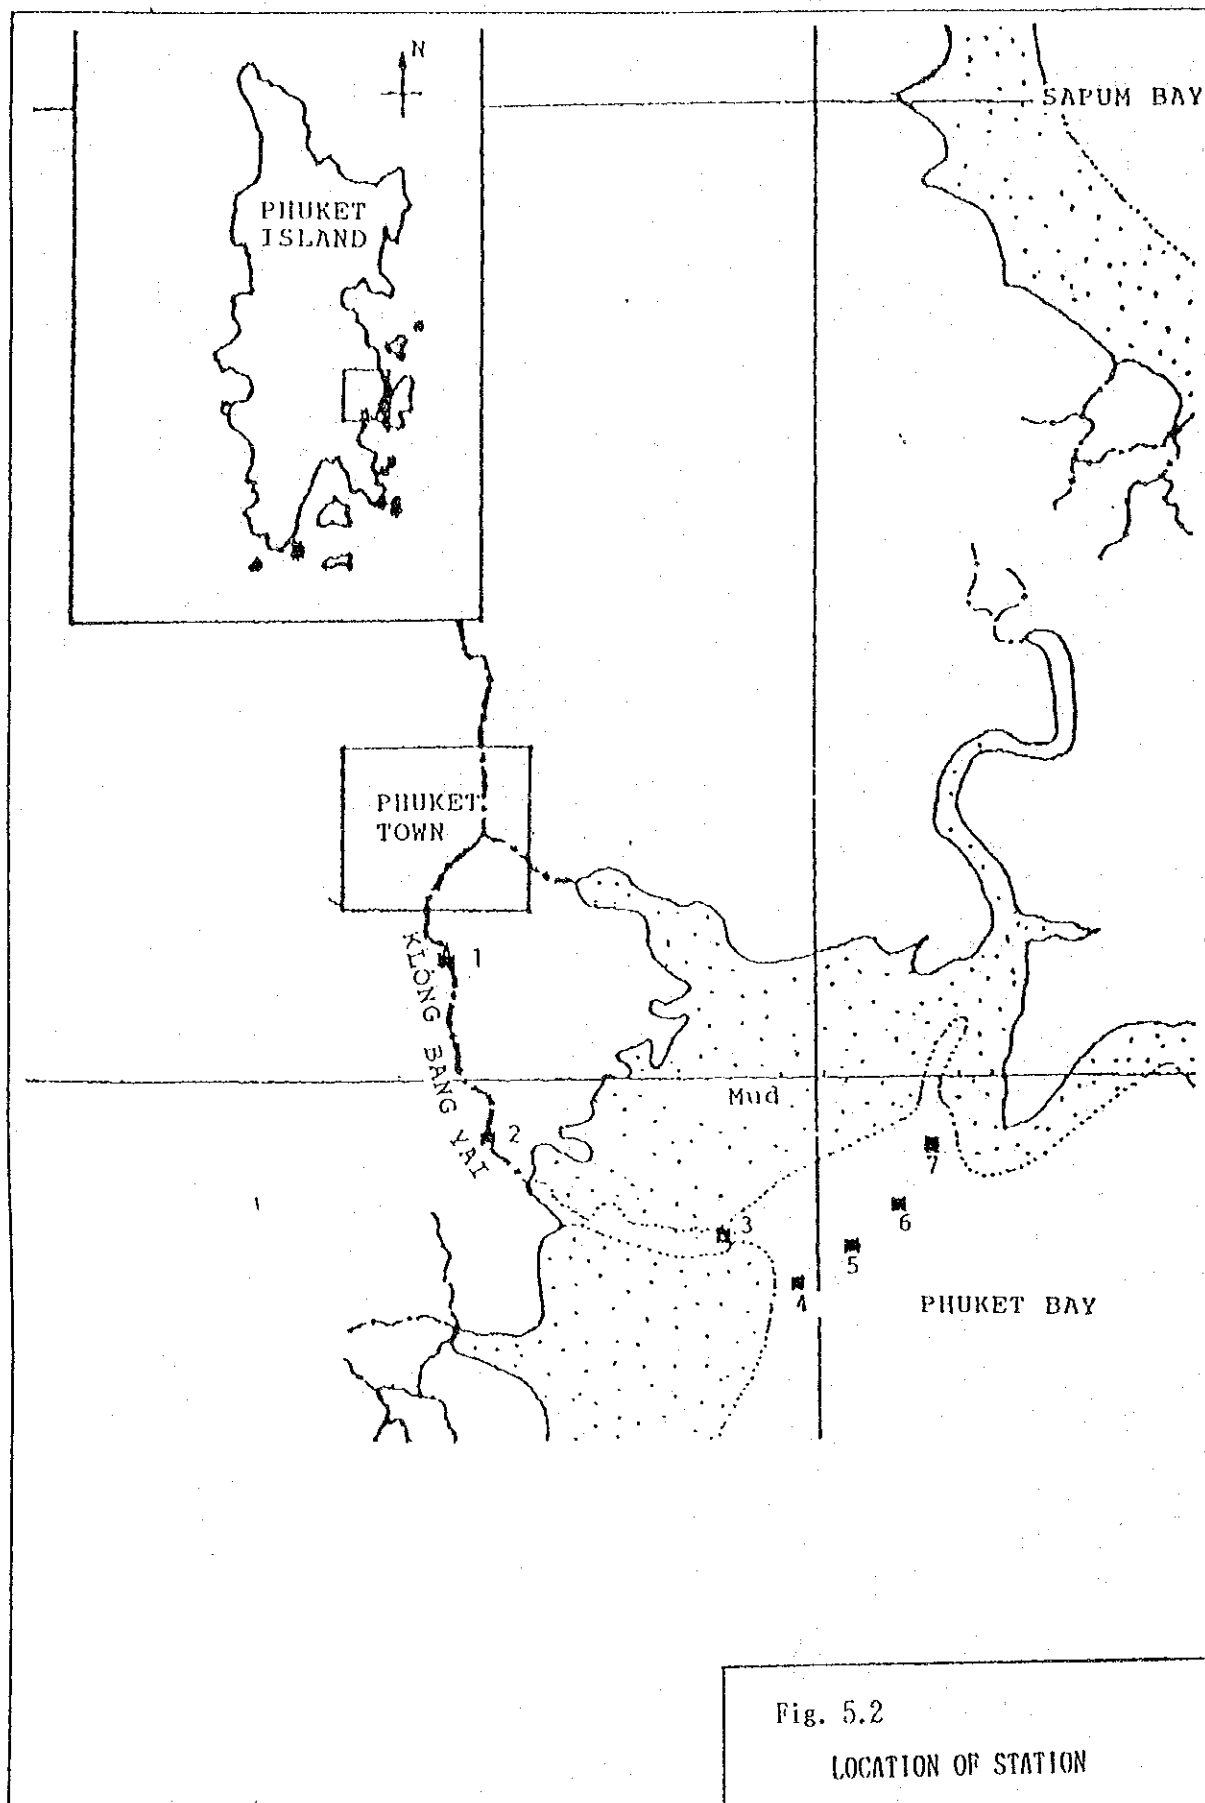 N
SAPUM BAY
PHUKET
ISLAND
PHUKET
TOWN
KLONG BANG YAI
1
Mud
2
7
3
6
5
4
PHUKET BAY
Fig. 5.2
LOCATION OF STATION